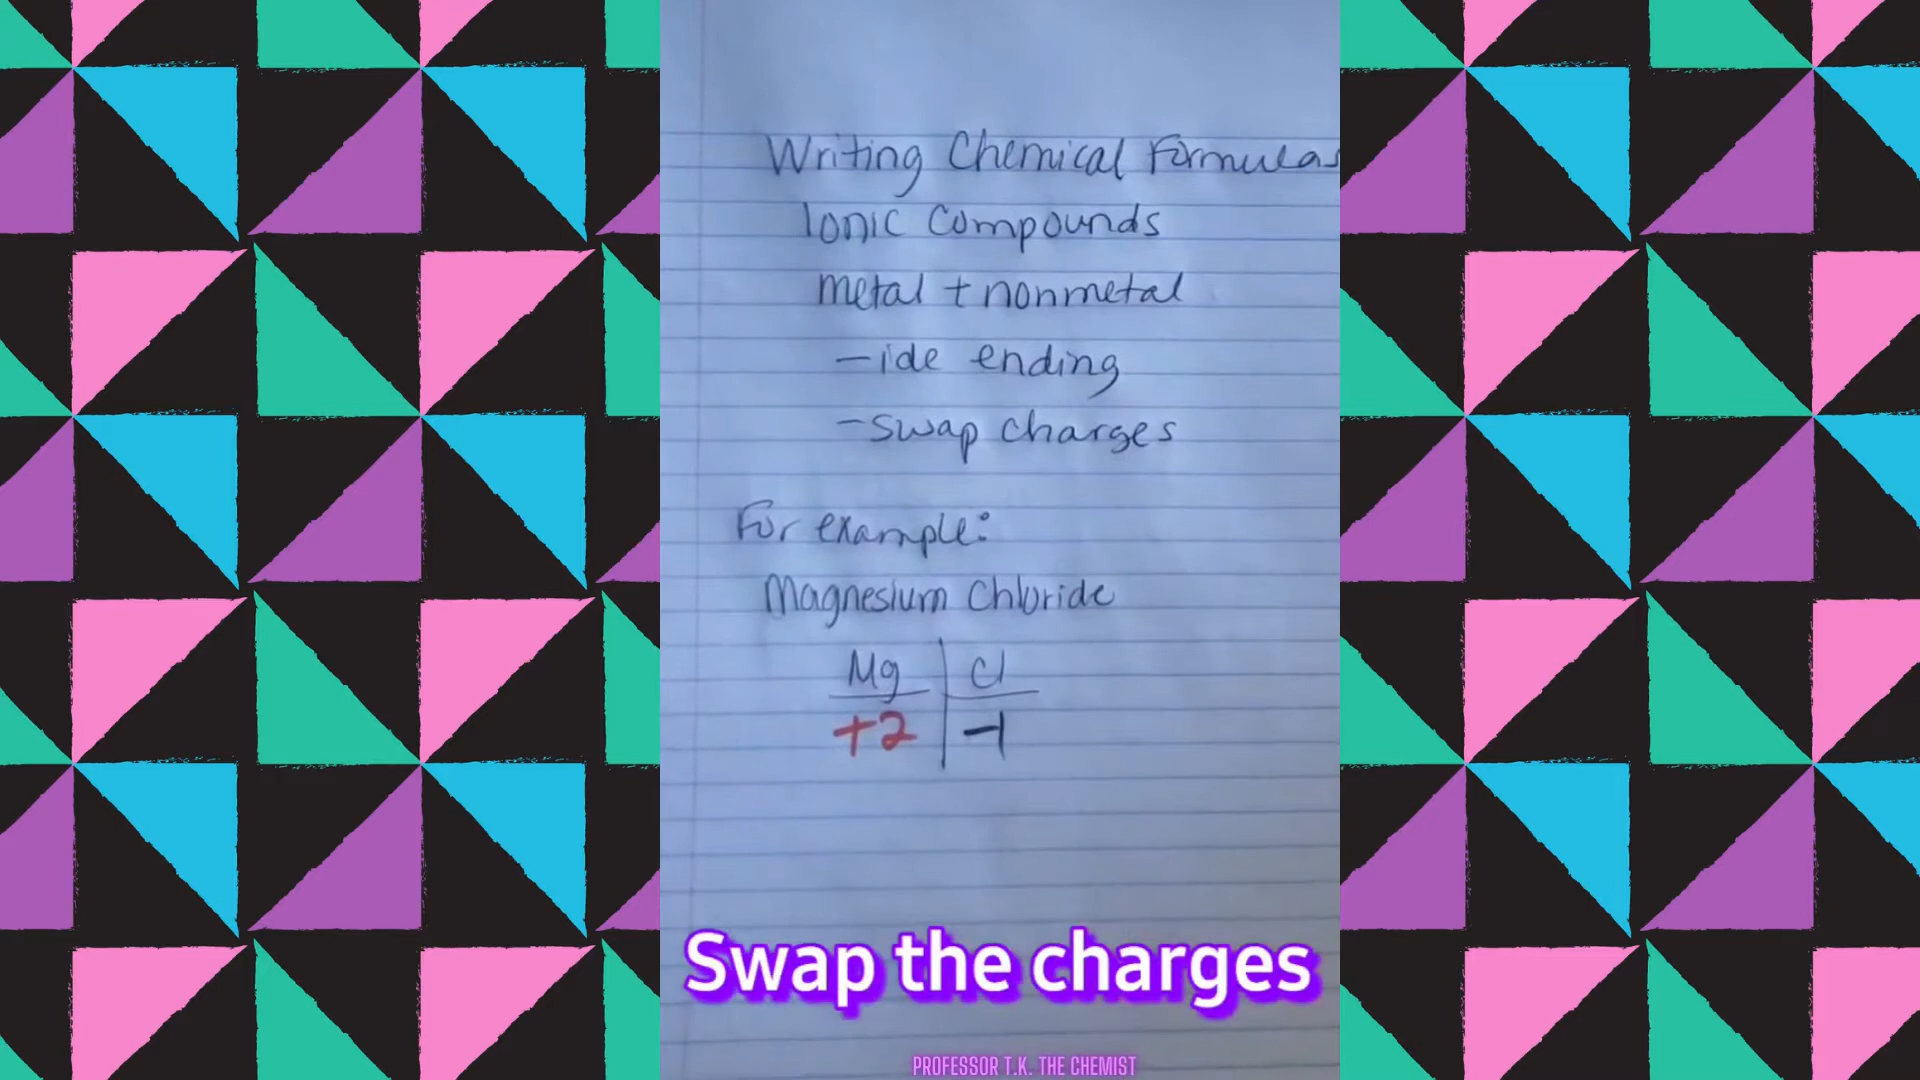 Writing Chemical Formulas
Ionic Compounds
Metal + nonmetal
-ide ending
-swap charges
For example:
Magnesium Chloride
Mg | Cl
+2 | -1
Swap the charges
PROFESSOR T.K. THE CHEMIST